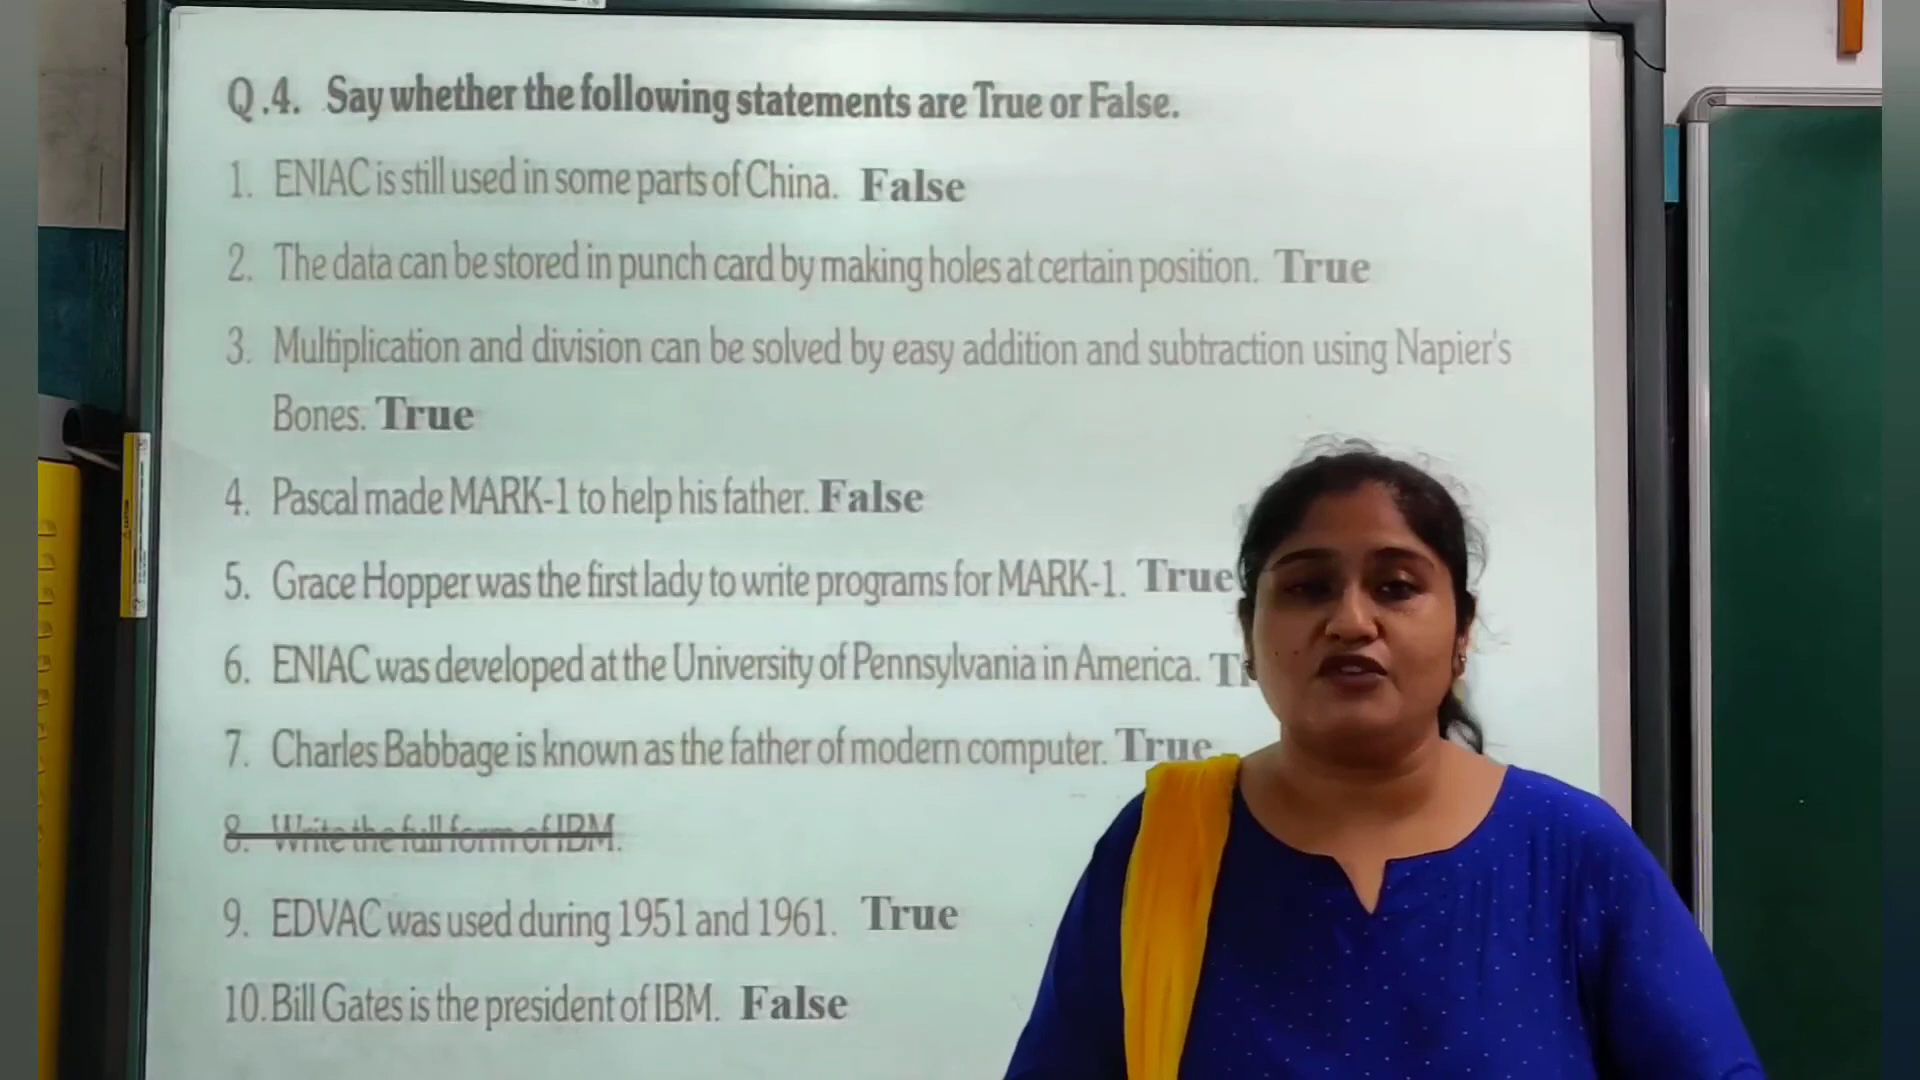 Q.4. Say whether the following statements are True or False.
1. ENIAC is still used in some parts of China. False
2. The data can be stored in punch card by making holes at certain position. True
3. Multiplication and division can be solved by easy addition and subtraction using Napier's
Bones. True
4. Pascal made MARK-1 to help his father. False
5. Grace Hopper was the first lady to write programs for MARK-1. True
6. ENIAC was developed at the University of Pennsylvania in America.
7. Charles Babbage is known as the father of modern computer. True
8. Write the full form of IBM.
9. EDVAC was used during 1951 and 1961. True
10. Bill Gates is the president of IBM. False